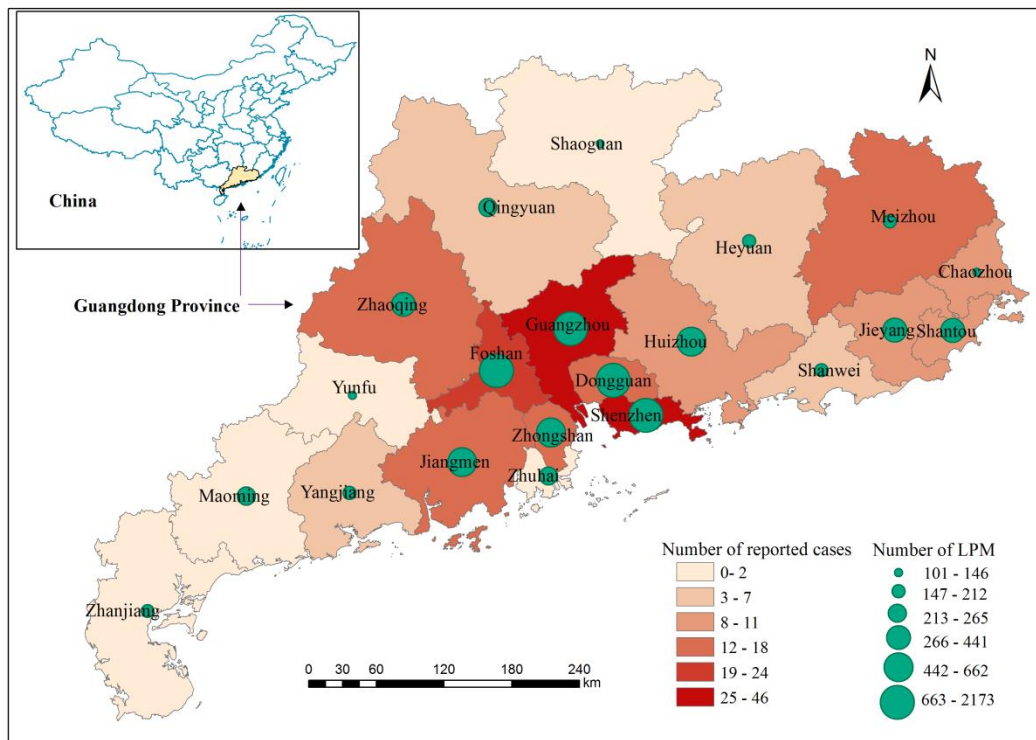 China
Guangdong Province
N
Shaoguan
Qingyuan
Meizhou
Heyuan
Chaozhou
Zhaoqing
Guangzhou
Jieyang
Shantou
Huizhou
Foshan
Shanwei
Dongguan
Yunfu
Shenzhen
Zhongshan
Jiangmen
Zhuhai
Yangjiang
Maoming
Zhanjiang
Number of reported cases
0- 2
3 - 7
8 - 11
12 - 18
19 - 24
25 - 46
Number of LPM
101 - 146
147 - 212
213 - 265
266 - 441
442 - 662
663 - 2173
0 30 60 120 180 240
km